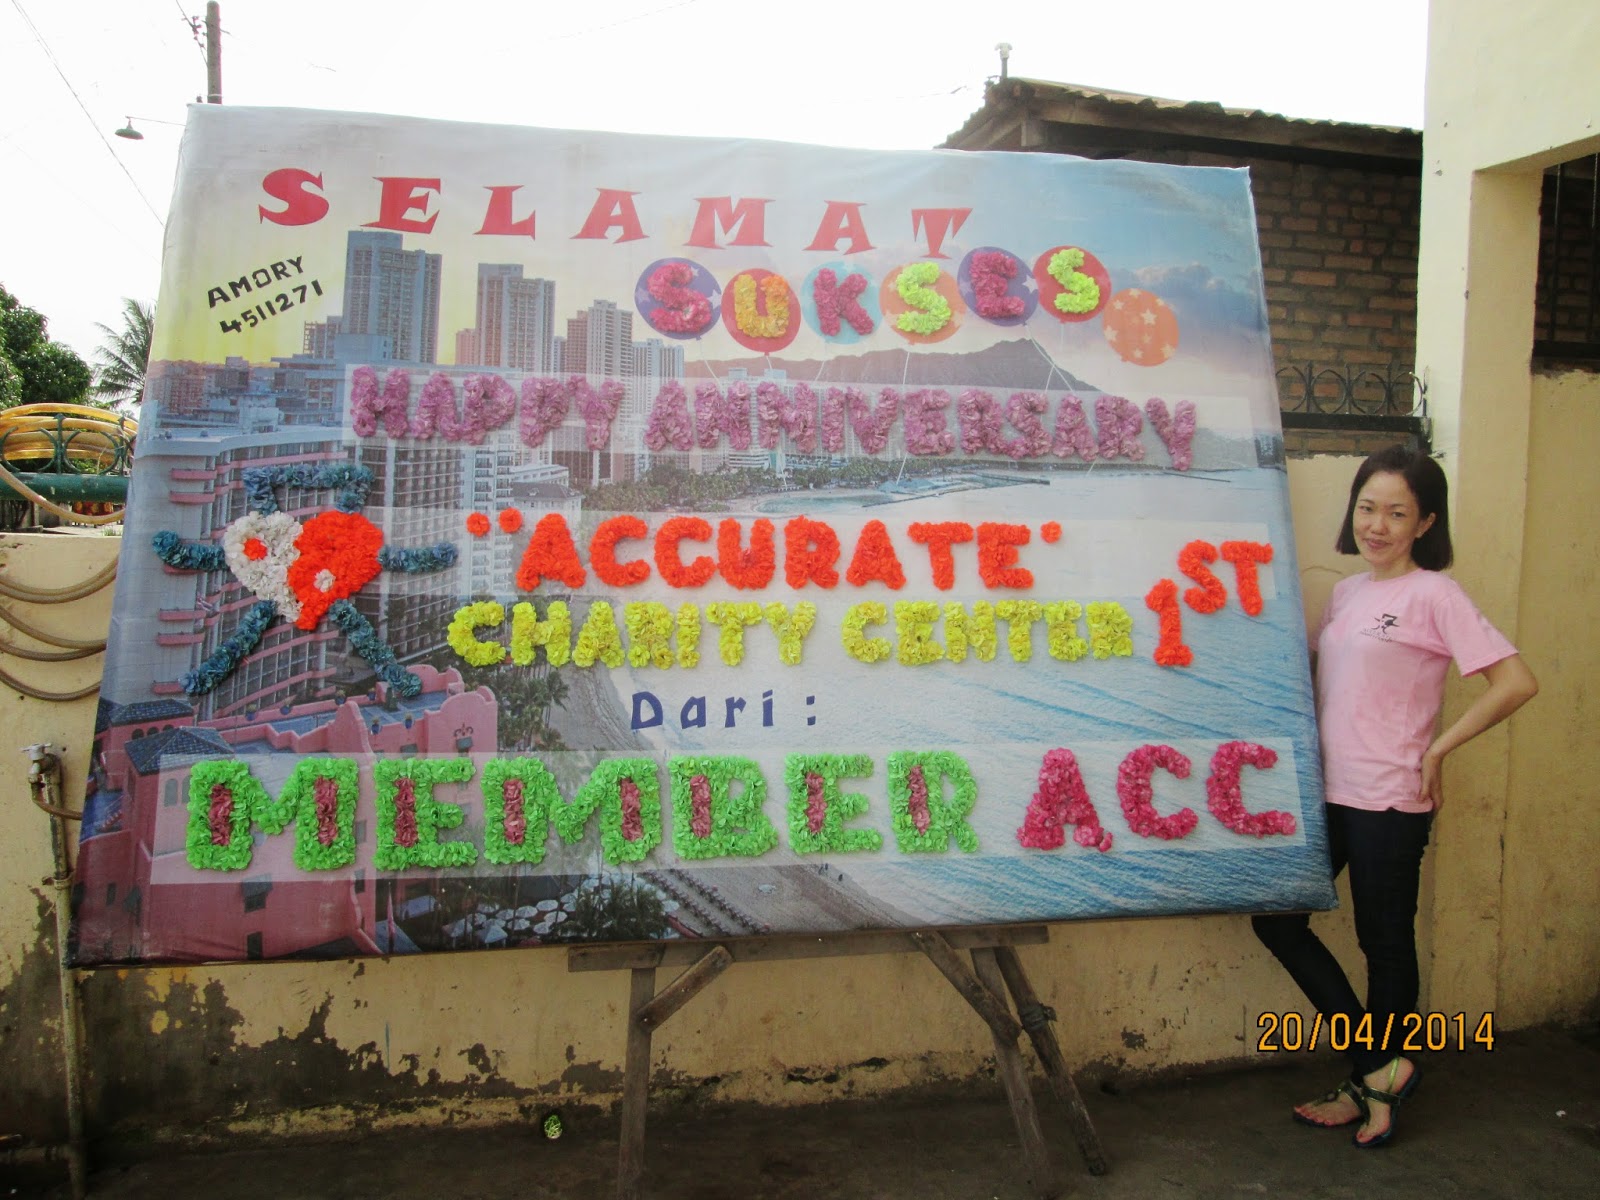 SELAMAT
SUKSES
AMORY
4511271
HAPPY ANNIVERSARY
"ACCURATE"
CHARITY CENTER 1ST
Dari :
MEMBER ACC
20/04/2014